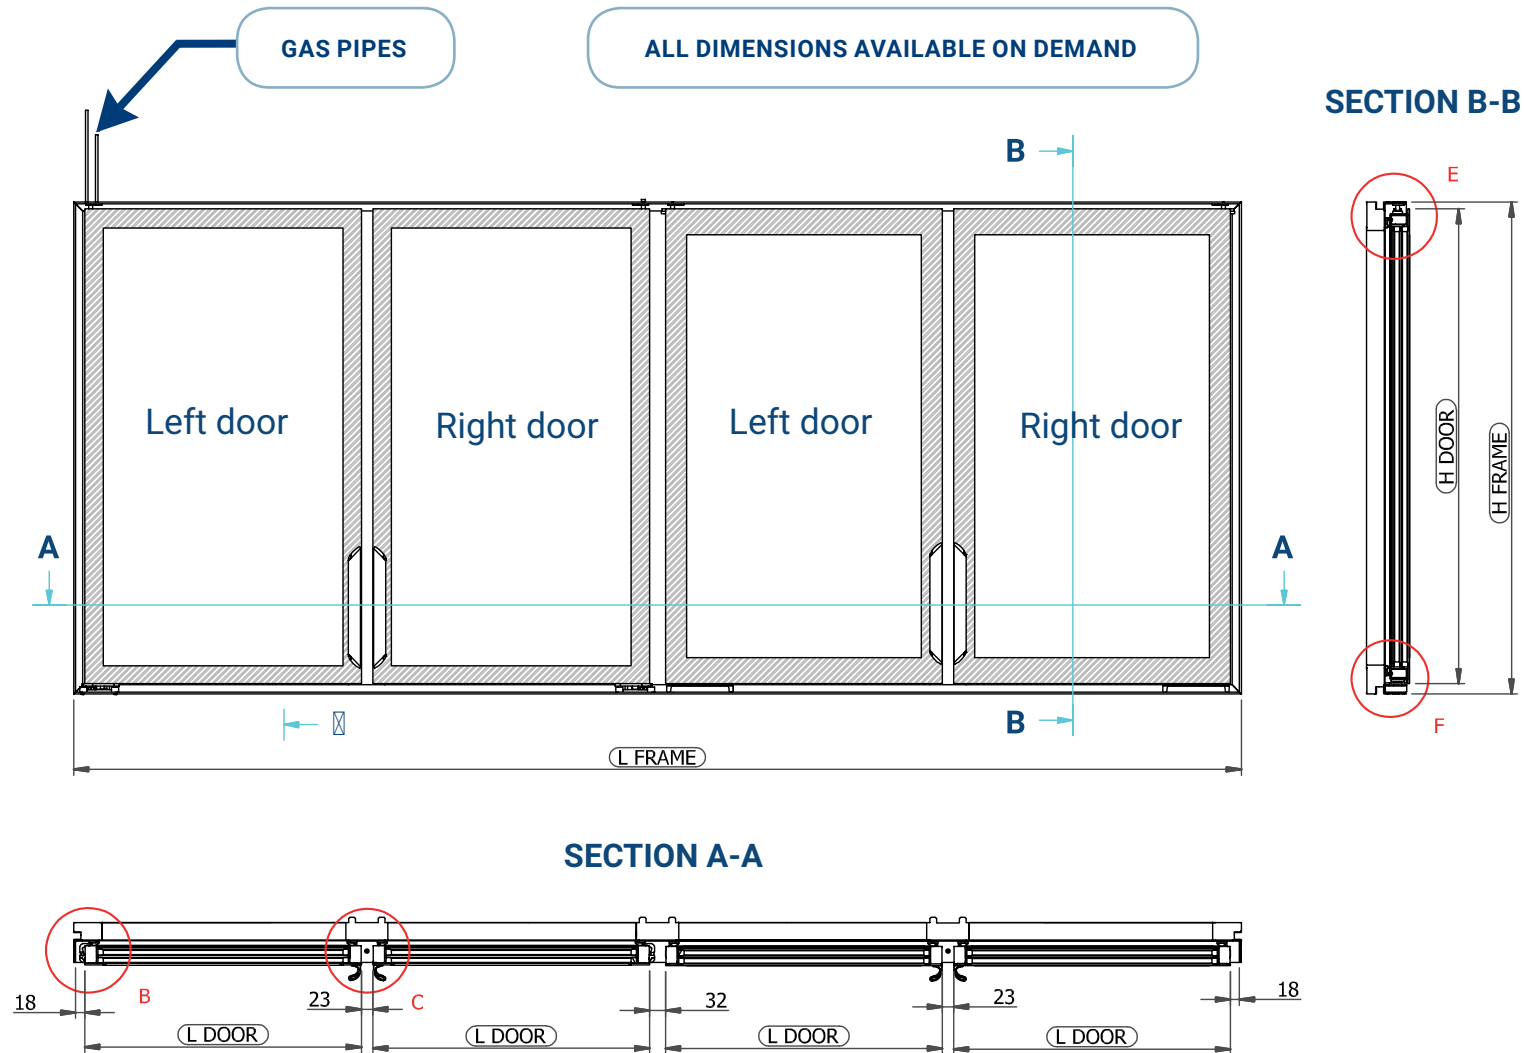 GAS PIPES
ALL DIMENSIONS AVAILABLE ON DEMAND
SECTION B-B
B
E
Left door
Right door
Left door
Right door
H DOOR
H FRAME
A
A
B
F
L FRAME
SECTION A-A
B
C
18
23
32
23
18
L DOOR
L DOOR
L DOOR
L DOOR